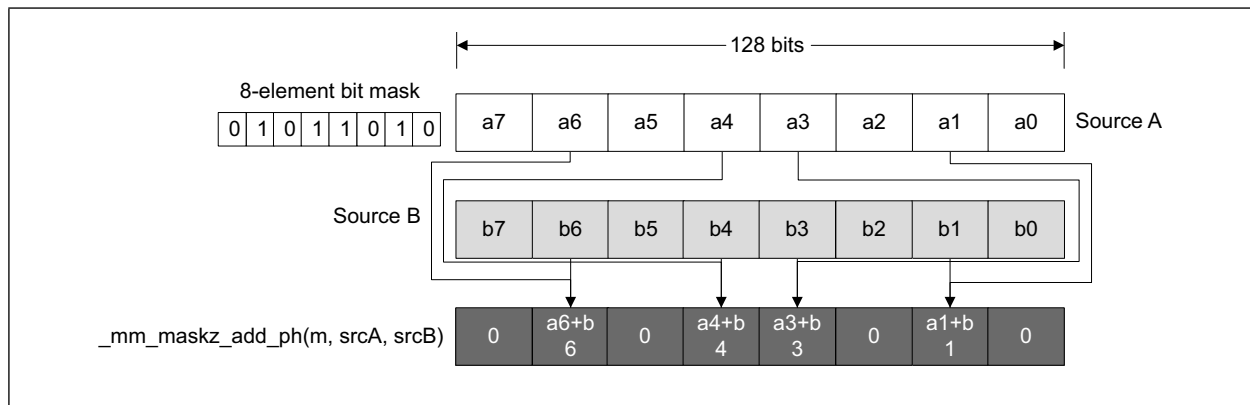 128 bits
8-element bit mask
0 1 0 1 1 0 1 0
a7 a6 a5 a4 a3 a2 a1 a0
Source A
Source B
b7 b6 b5 b4 b3 b2 b1 b0
_mm_maskz_add_ph(m, srcA, srcB)
0 a6+b 0 a4+b a3+b 0 a1+b 0
6 4 3 1